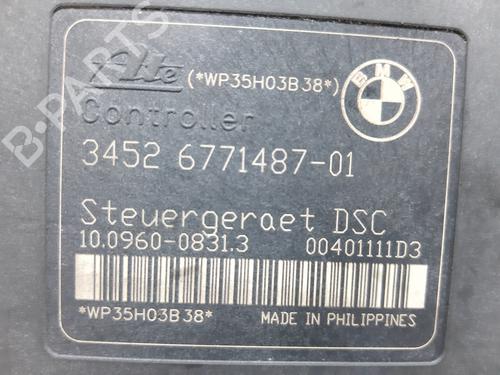 Ate (*WP35H03B38*)
BMW
Controller
3452 6771487-01
Steuergeraet DSC
10.0960-0831.3 00401111D3
*WP35H03B38* MADE IN PHILIPPINES
B-PARTS